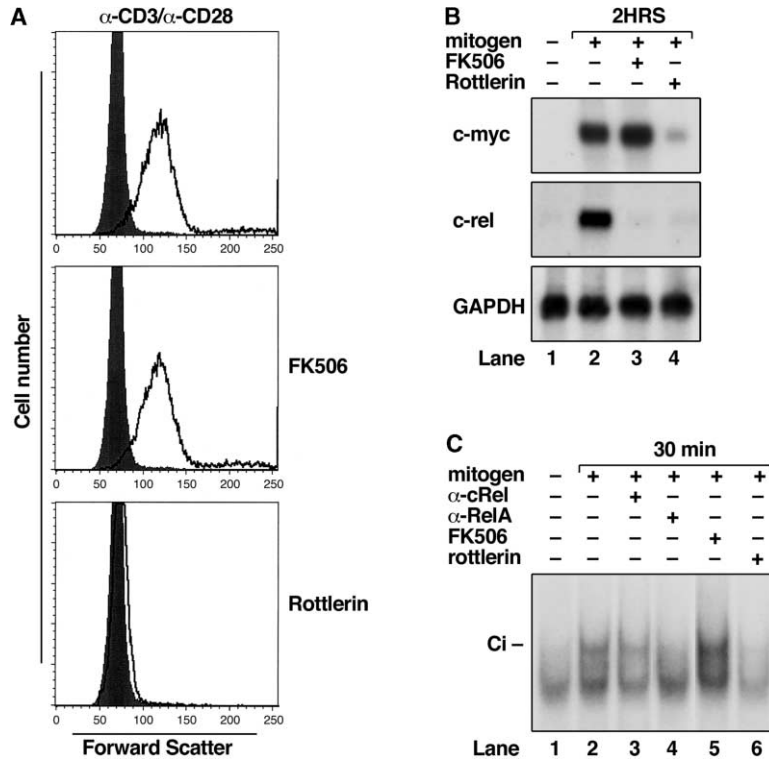 A
α-CD3/α-CD28
0 50 100 150 200 250
FK506
0 50 100 150 200 250
Rottlerin
0 50 100 150 200 250
Cell number
Forward Scatter
B
2HRS
mitogen – + + +
FK506 – – + –
Rottlerin – – – +
c-myc
c-rel
GAPDH
Lane 1 2 3 4
C
30 min
mitogen – + + + + +
α-cRel – – + – – –
α-RelA – – – + – –
FK506 – – – – + –
rottlerin – – – – – +
Ci –
Lane 1 2 3 4 5 6